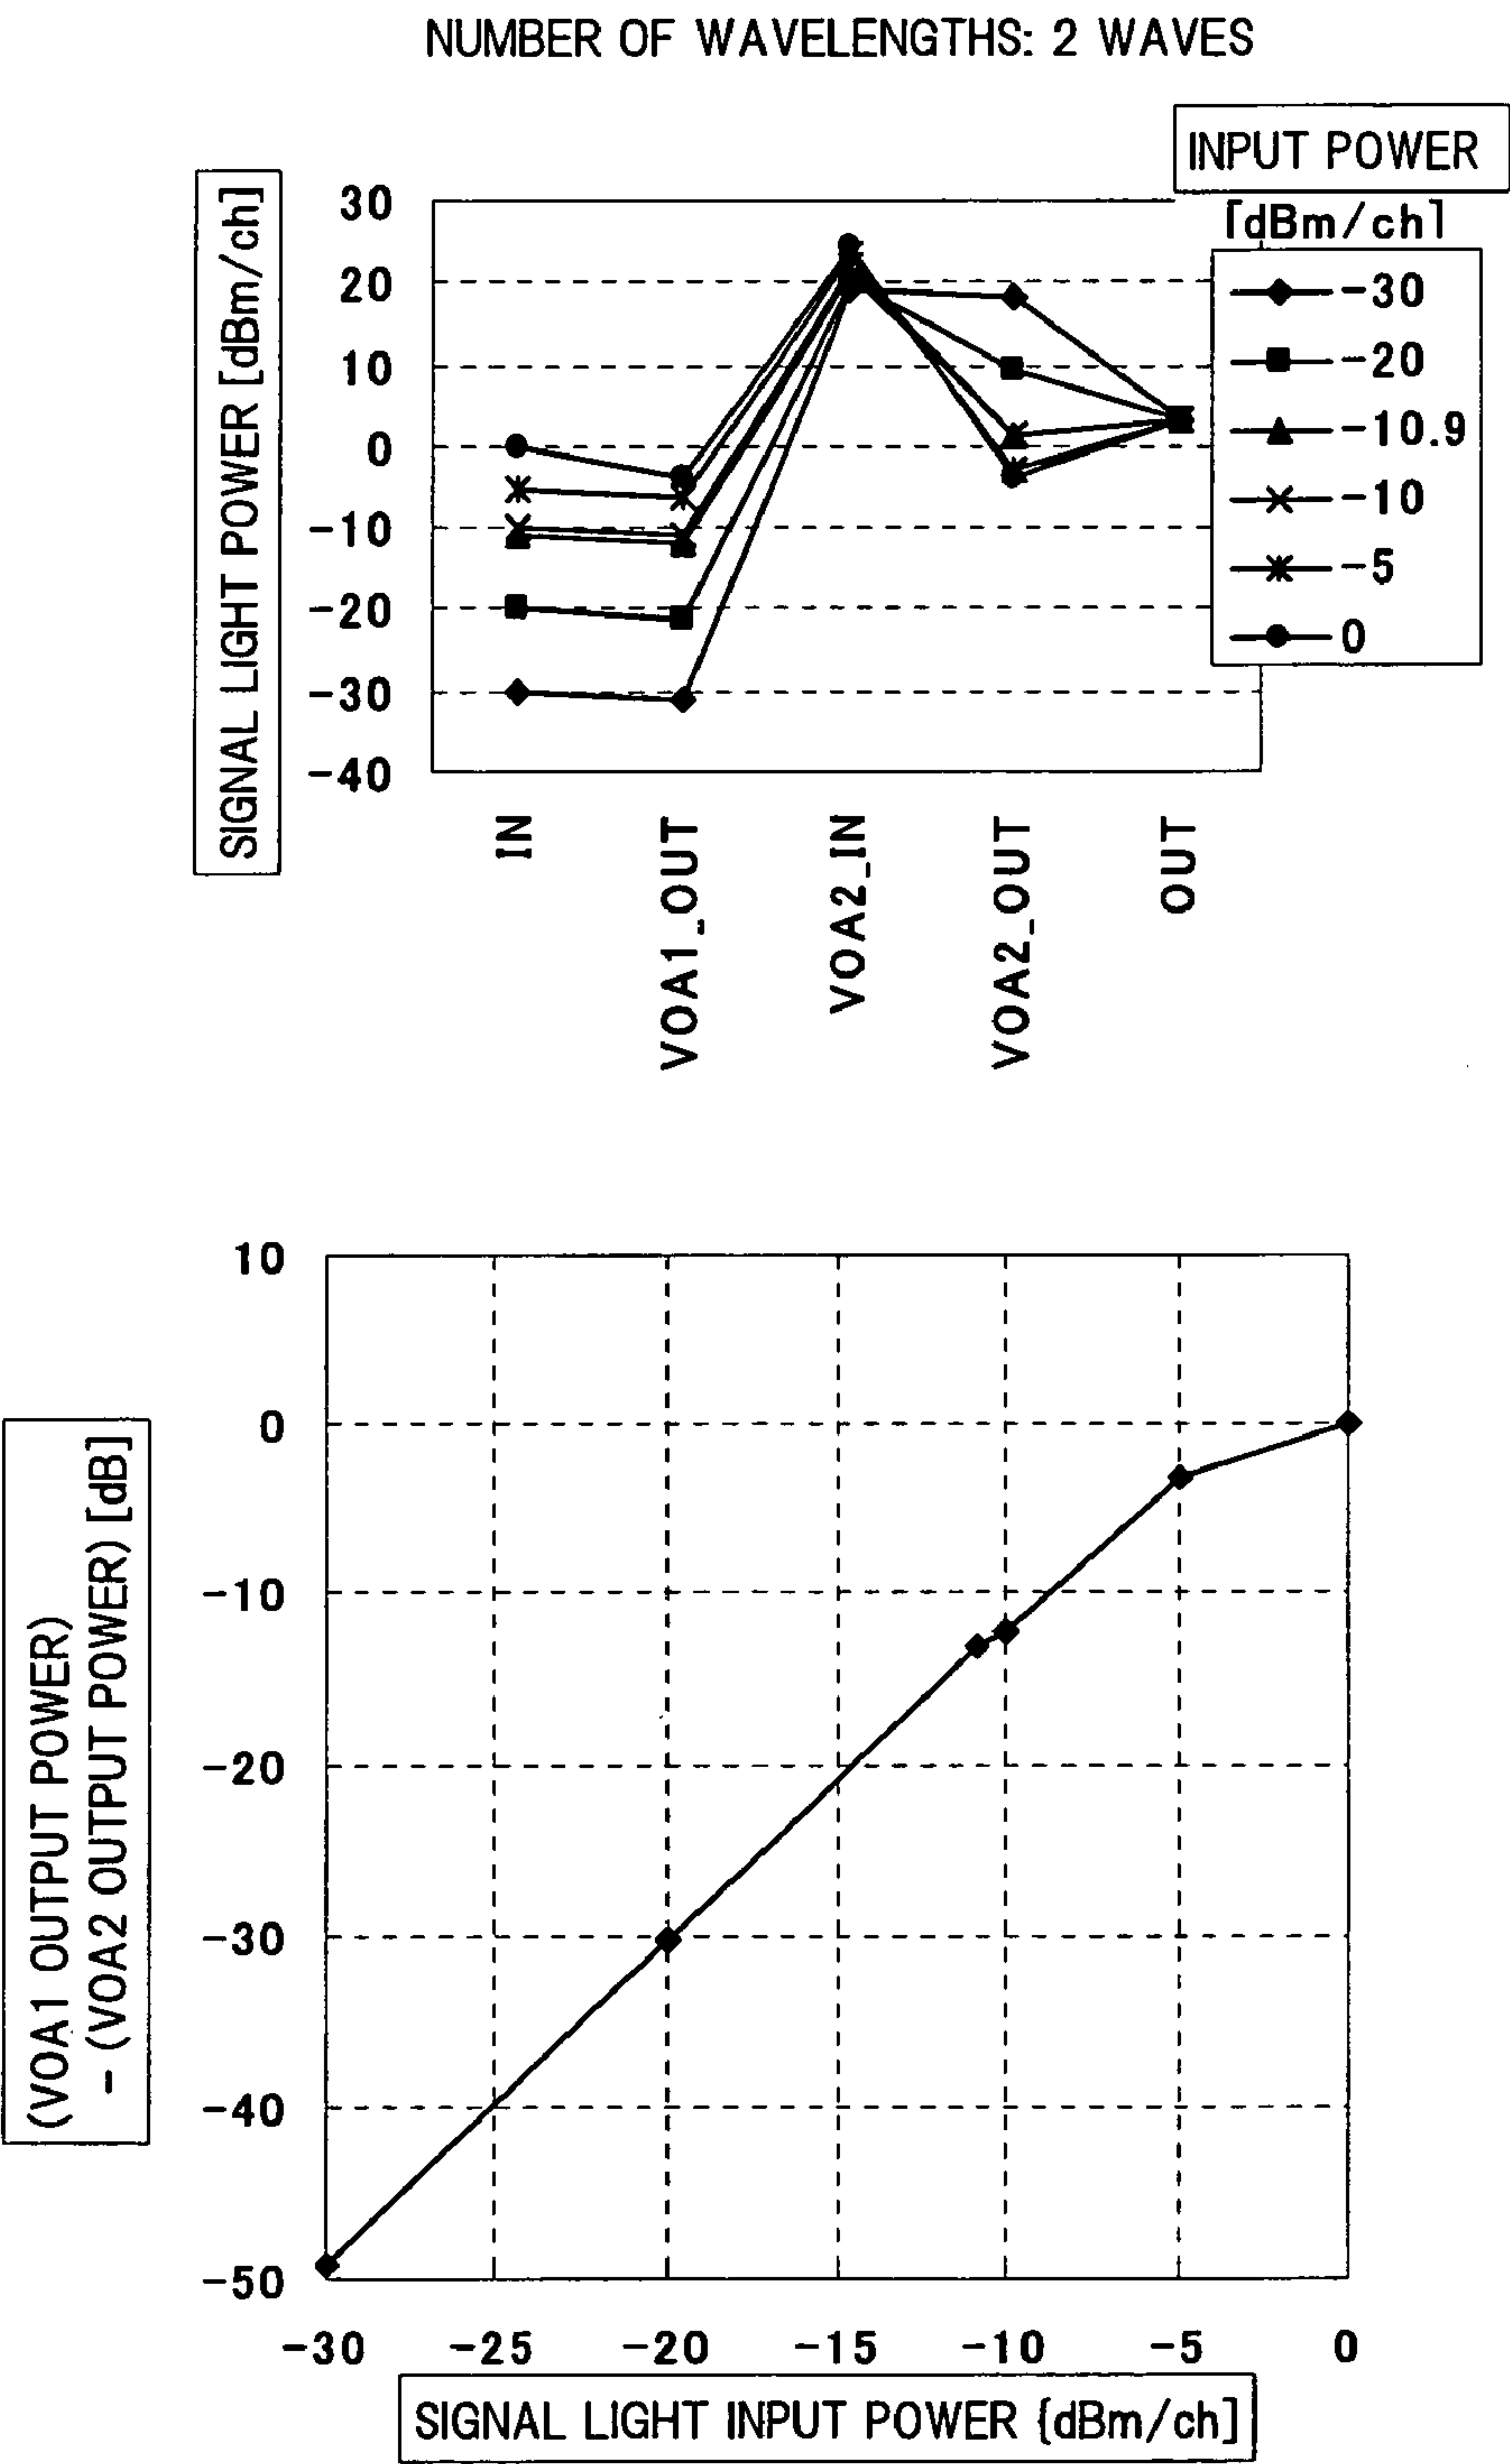 NUMBER OF WAVELENGTHS: 2 WAVES
INPUT POWER
[dBm/ch]
SIGNAL LIGHT POWER [dBm/ch]
30
20
10
0
-10
-20
-30
-40
-30
-20
-10.9
-10
-5
0
IN
VOA1_OUT
VOA2_IN
VOA2_OUT
OUT
(VOA1 OUTPUT POWER)
- (VOA2 OUTPUT POWER) [dB]
10
0
-10
-20
-30
-40
-50
-30
-25
-20
-15
-10
-5
0
SIGNAL LIGHT INPUT POWER [dBm/ch]